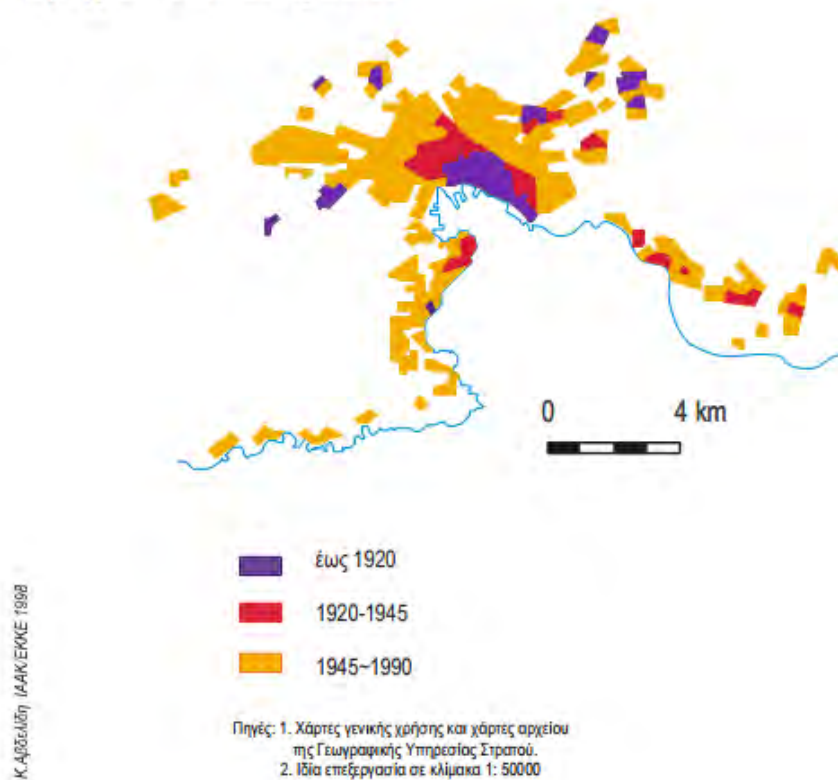 0 4 km
έως 1920
1920-1945
1945~1990
Κ.Αβδελίδη ΙΑΑΚ/ΕΚΚΕ 1998
Πηγές: 1. Χάρτες γενικής χρήσης και χάρτες αρχείου
της Γεωγραφικής Υπηρεσίας Στρατού.
2. Ιδία επεξεργασία σε κλίμακα 1: 50000